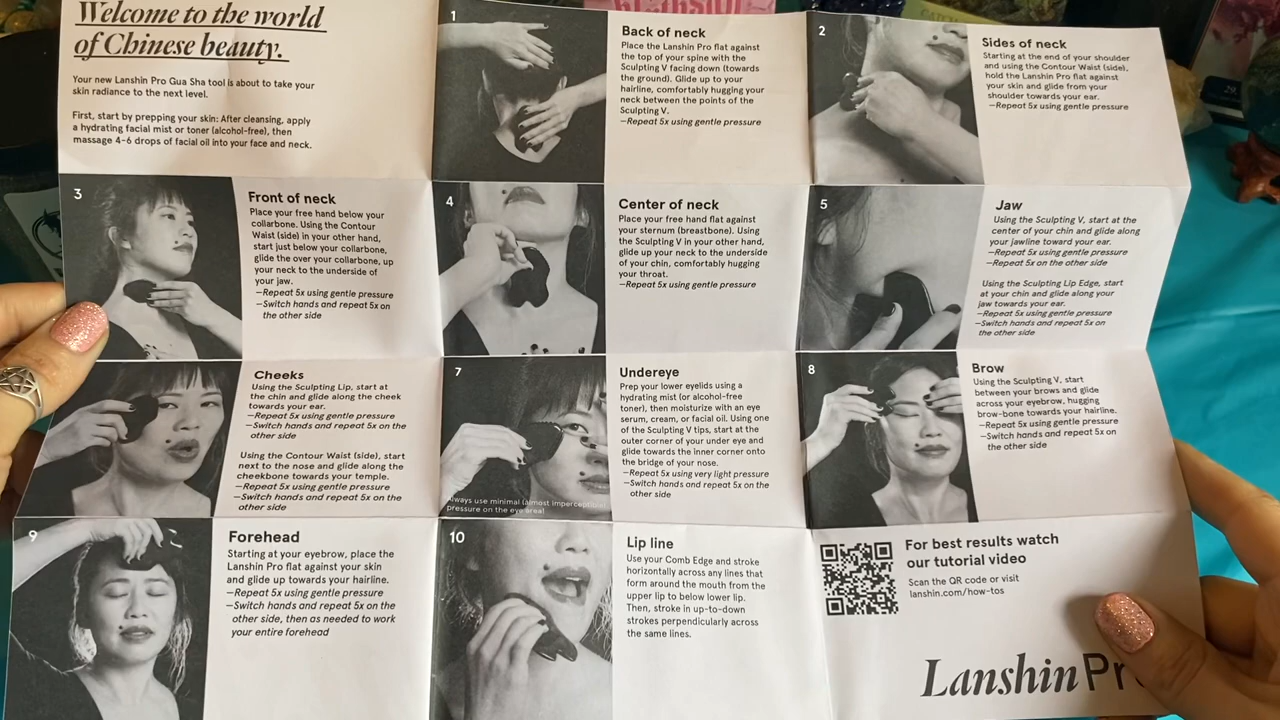 Welcome to the world
of Chinese beauty.
Your new Lanshin Pro Gua Sha tool is about to take your
skin radiance to the next level.
First, start by prepping your skin: After cleansing, apply
a hydrating facial mist or toner (alcohol-free), then
massage 4-6 drops of facial oil into your face and neck.
1
Back of neck
Place the Lanshin Pro flat against
the top of your spine with the
Sculpting V facing down (towards
the ground). Glide up to your
hairline, comfortably hugging your
neck between the points of the
Sculpting V.
—Repeat 5x using gentle pressure
2
Sides of neck
Starting at the end of your shoulder
and using the Contour Waist (side),
hold the Lanshin Pro flat against
your skin and glide from your
shoulder towards your ear.
—Repeat 5x using gentle pressure
3
Front of neck
Place your free hand below your
collarbone. Using the Contour
Waist (side) in your other hand,
start just below your collarbone,
glide the over your collarbone, up
your neck to the underside of
your jaw.
—Repeat 5x using gentle pressure
—Switch hands and repeat 5x on
the other side
4
Center of neck
Place your free hand flat against
your sternum (breastbone). Using
the Sculpting V in your other hand,
glide up your neck to the underside
of your chin, comfortably hugging
your throat.
—Repeat 5x using gentle pressure
5
Jaw
Using the Sculpting V, start at the
center of your chin and glide along
your jawline toward your ear.
—Repeat 5x using gentle pressure
—Repeat 5x on the other side
Using the Sculpting Lip Edge, start
at your chin and glide along your
jaw towards your ear.
—Repeat 5x using gentle pressure
—Switch hands and repeat 5x on
the other side
Cheeks
Using the Sculpting Lip, start at
the chin and glide along the cheek
towards your ear.
—Repeat 5x using gentle pressure
—Switch hands and repeat 5x on the
other side
Using the Contour Waist (side), start
next to the nose and glide along the
cheekbone towards your temple.
—Repeat 5x using gentle pressure
—Switch hands and repeat 5x on the
other side
7
Always use minimal (almost imperceptible)
pressure on the eye area!
Undereye
Prep your lower eyelids using a
hydrating mist (or alcohol-free
toner), then moisturize with an eye
serum, cream, or facial oil. Using one
of the Sculpting V tips, start at the
outer corner of your under eye and
glide towards the inner corner onto
the bridge of your nose.
—Repeat 5x using very light pressure
—Switch hands and repeat 5x on the
other side
8
Brow
Using the Sculpting V, start
between your brows and glide
across your eyebrow, hugging
brow-bone towards your hairline.
—Repeat 5x using gentle pressure
—Switch hands and repeat 5x on
the other side
9
Forehead
Starting at your eyebrow, place the
Lanshin Pro flat against your skin
and glide up towards your hairline.
—Repeat 5x using gentle pressure
—Switch hands and repeat 5x on the
other side, then as needed to work
your entire forehead
10
Lip line
Use your Comb Edge and stroke
horizontally across any lines that
form around the mouth from the
upper lip to below lower lip.
Then, stroke in up-to-down
strokes perpendicularly across
the same lines.
For best results watch
our tutorial video
Scan the QR code or visit
lanshin.com/how-tos
Lanshin Pro